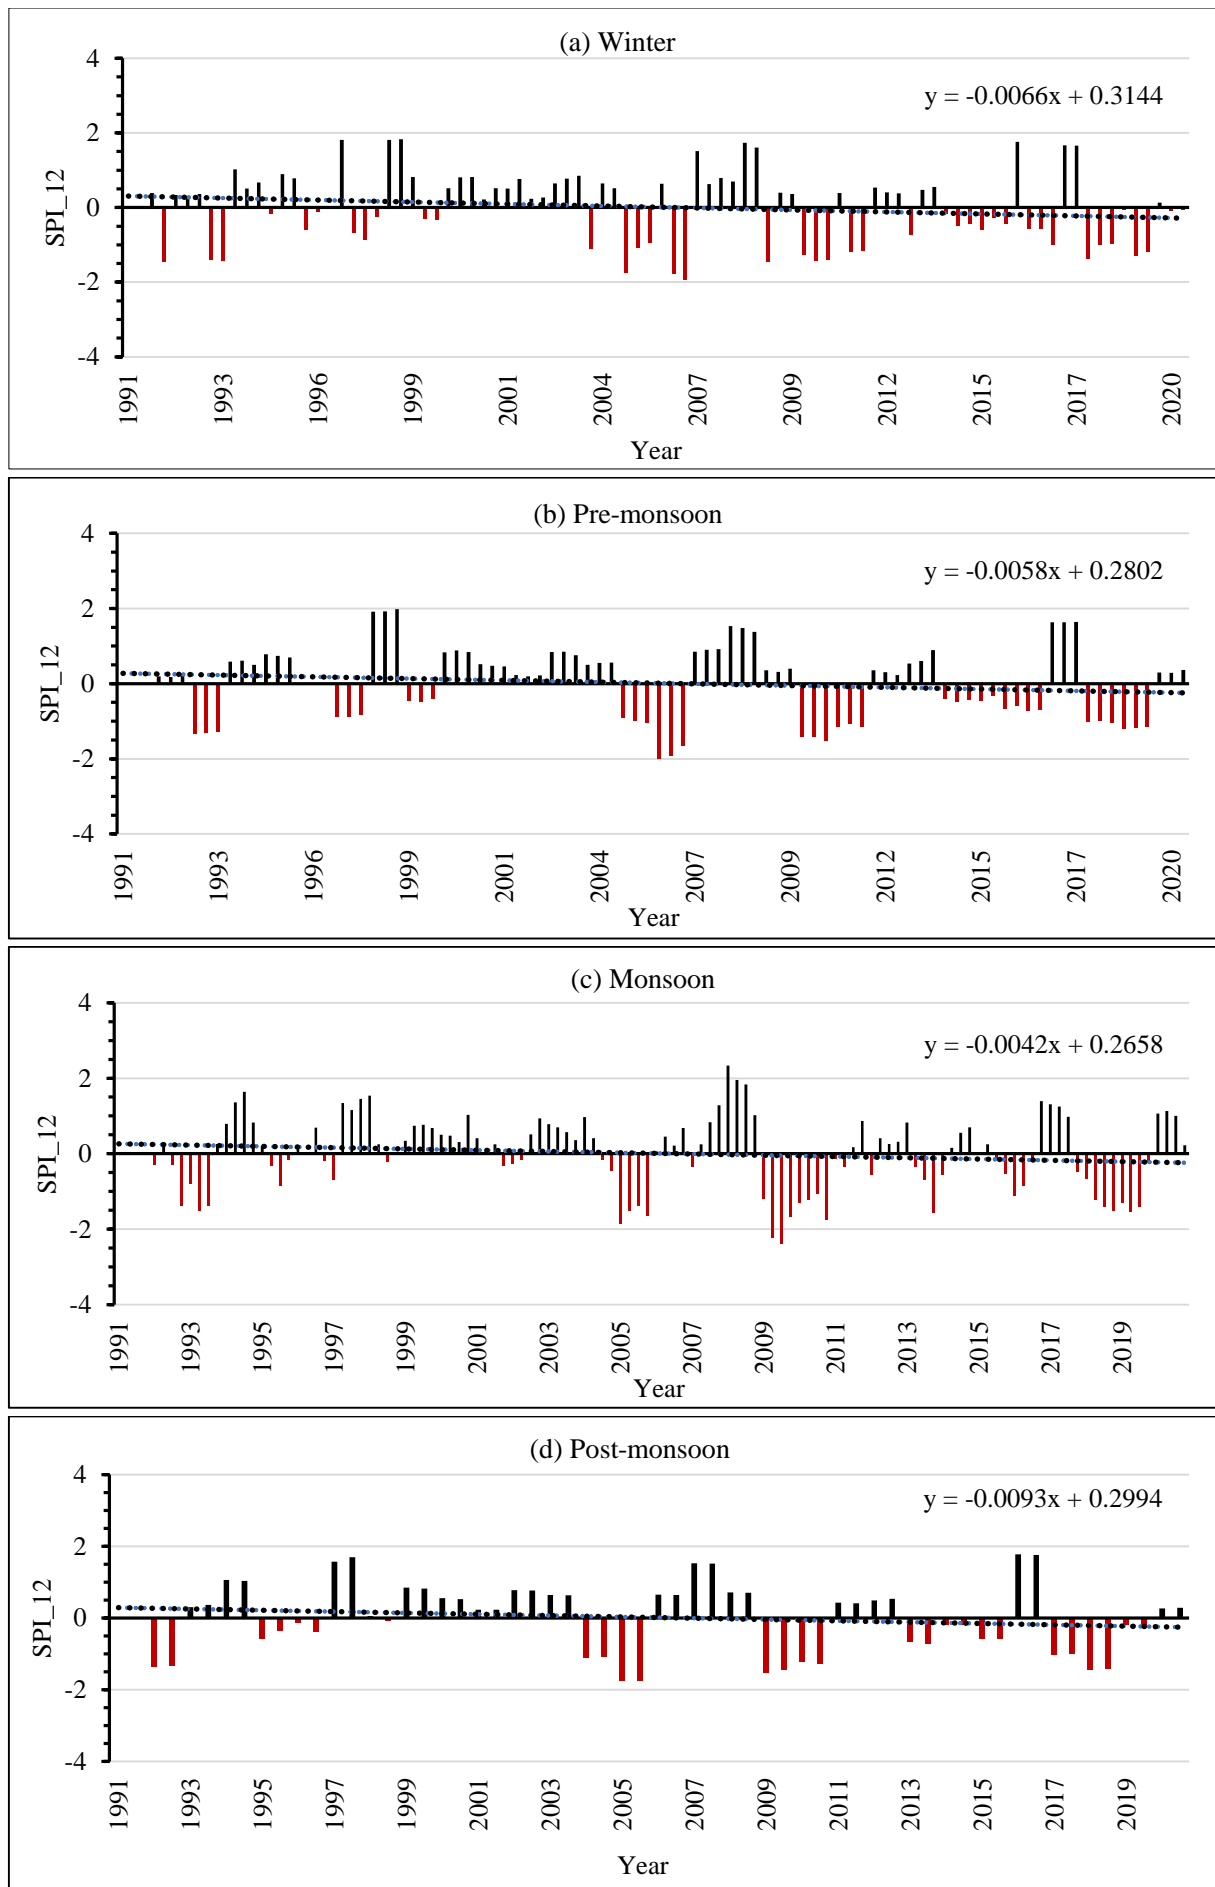 (a) Winter
y = -0.0066x + 0.3144
SPI_12
4
2
0
-2
-4
1991 1993 1996 1999 2001 2004 2007 2009 2012 2015 2017 2020
Year
(b) Pre-monsoon
y = -0.0058x + 0.2802
SPI_12
4
2
0
-2
-4
1991 1993 1996 1999 2001 2004 2007 2009 2012 2015 2017 2020
Year
(c) Monsoon
y = -0.0042x + 0.2658
SPI_12
4
2
0
-2
-4
1991 1993 1995 1997 1999 2001 2003 2005 2007 2009 2011 2013 2015 2017 2019
Year
(d) Post-monsoon
y = -0.0093x + 0.2994
SPI_12
4
2
0
-2
-4
1991 1993 1995 1997 1999 2001 2003 2005 2007 2009 2011 2013 2015 2017 2019
Year